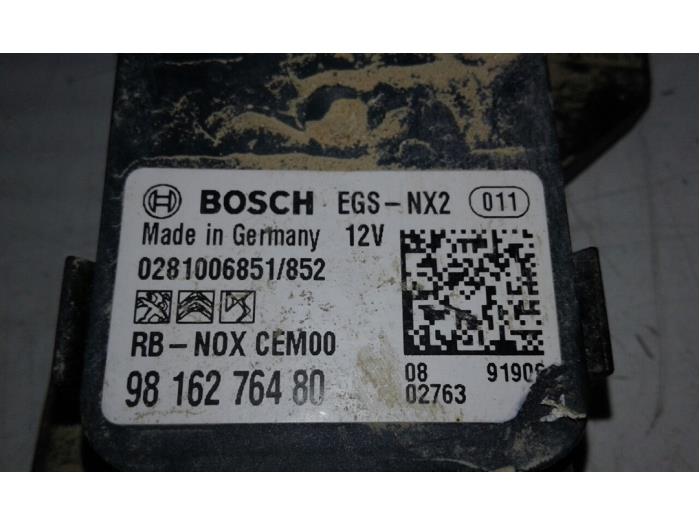 BOSCH EGS-NX2 011
Made in Germany 12V
0281006851/852
RB-NOX CEM00
98 162 764 80
08
02763